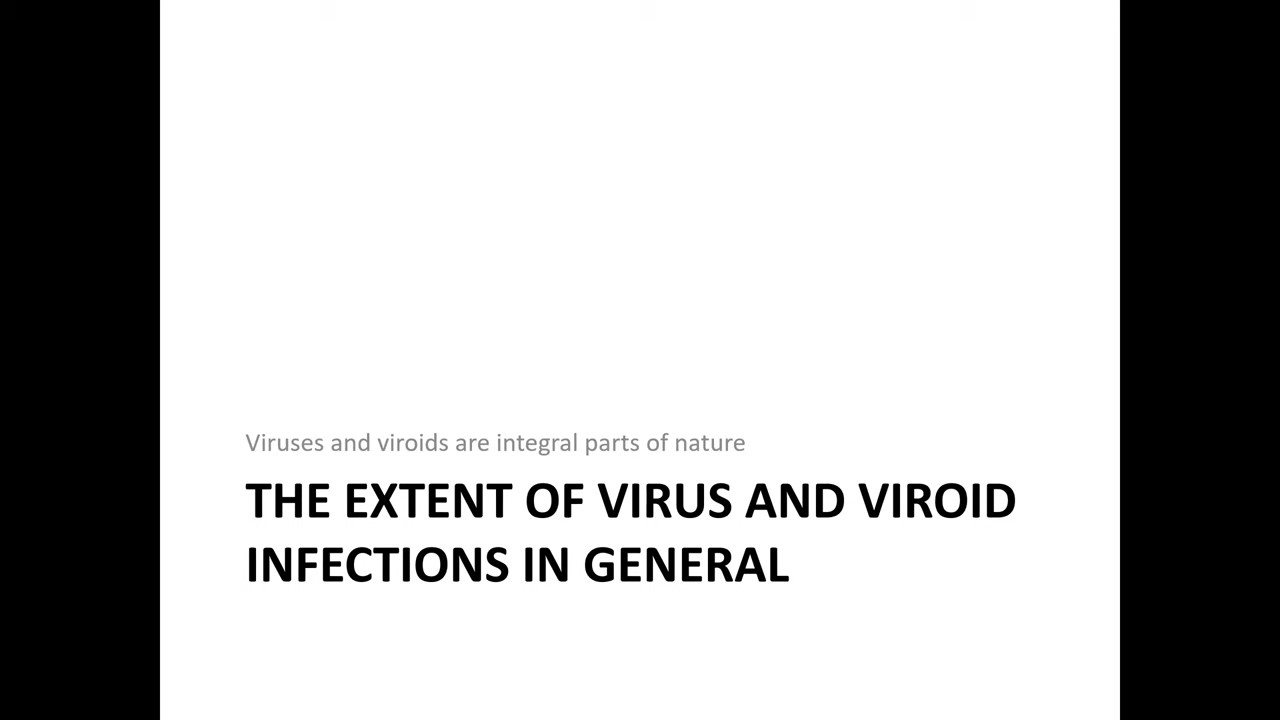 Viruses and viroids are integral parts of nature
THE EXTENT OF VIRUS AND VIROID
INFECTIONS IN GENERAL